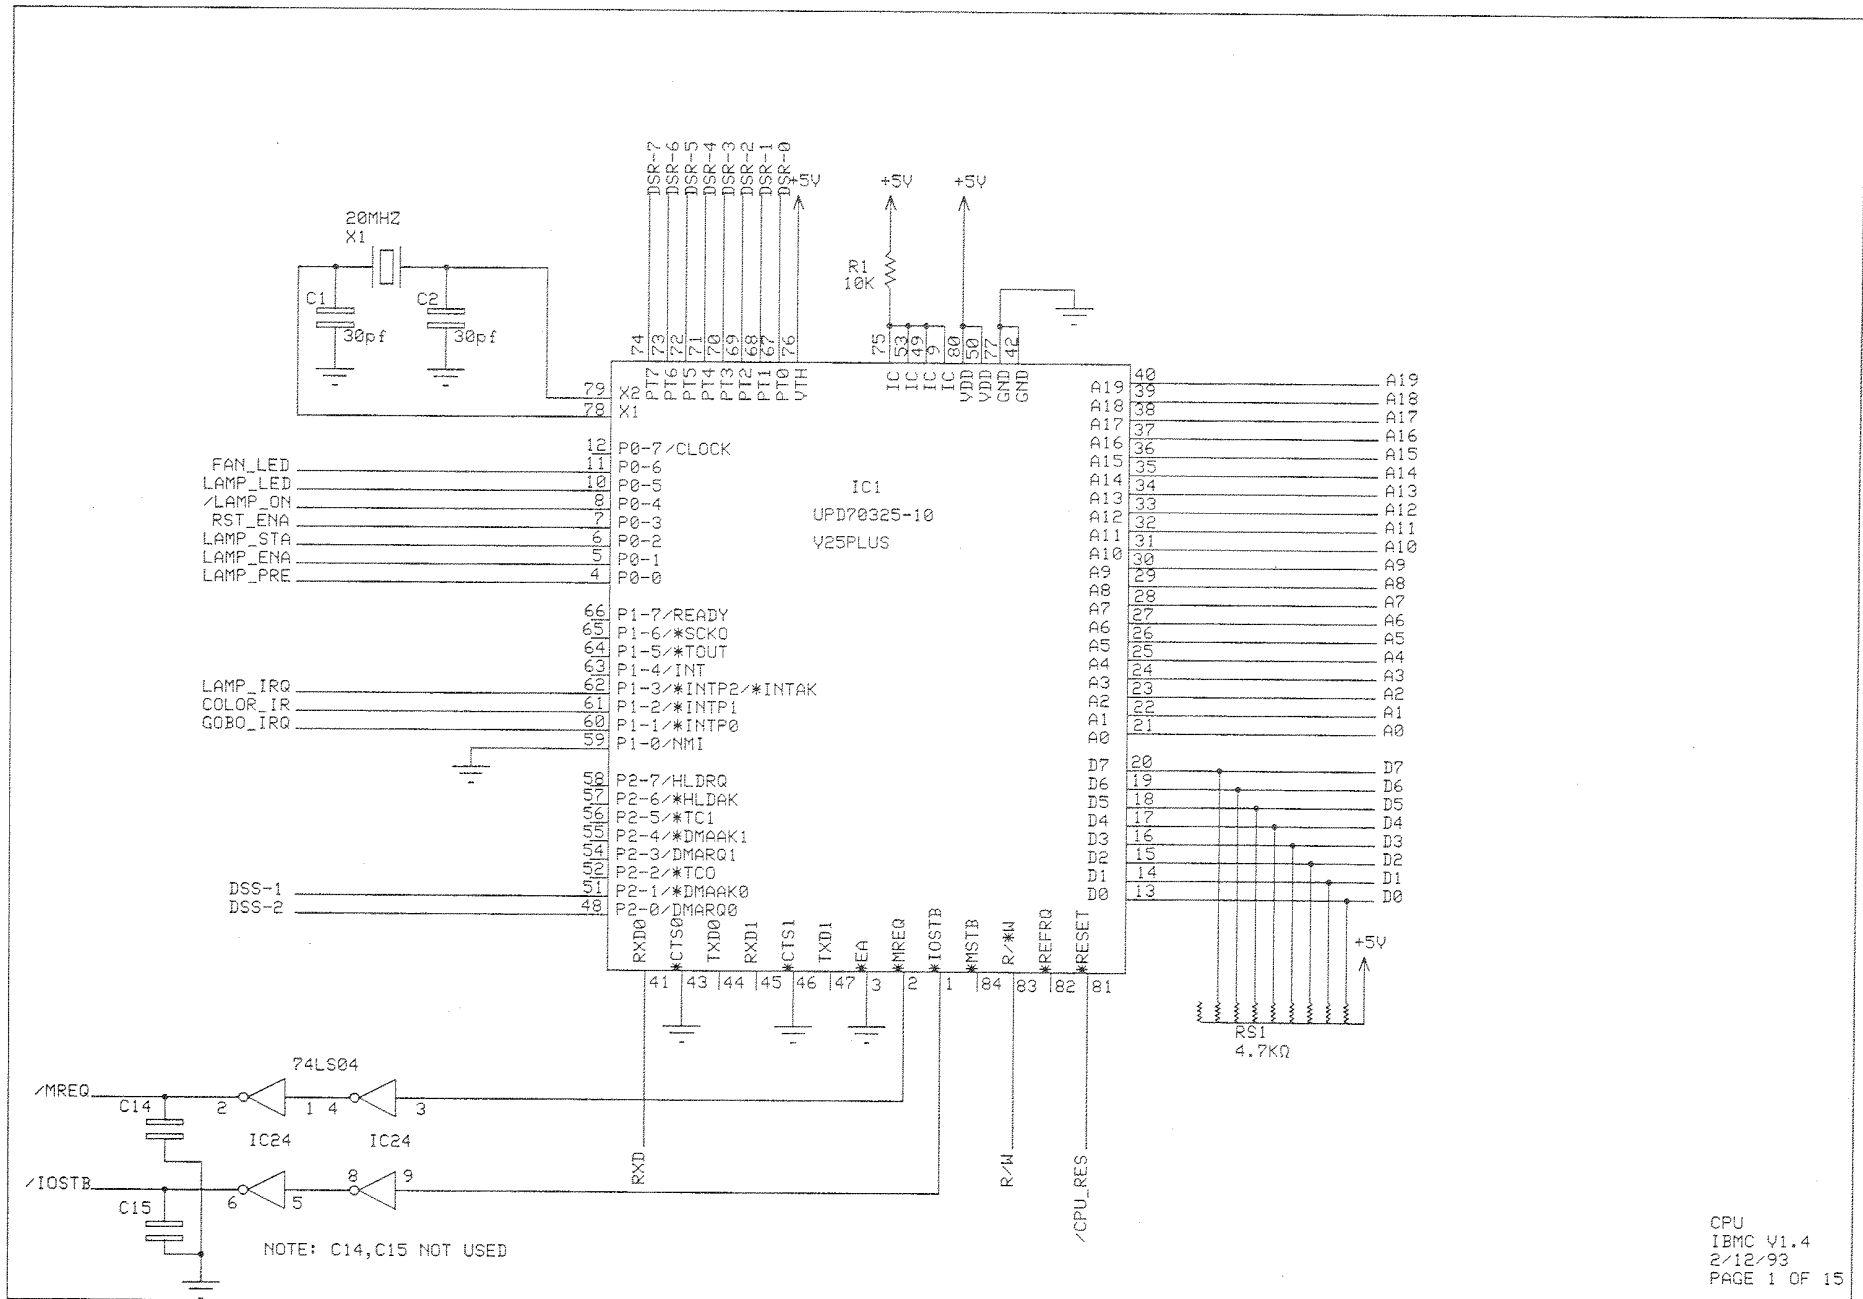 DSR-7
DSR-6
DSR-5
DSR-4
DSR-3
DSR-2
DSR-1
DSR-0
+5V
+5V
+5V
20MHZ
X1
R1
10K
C1
30pf
C2
30pf
74
73
72
71
70
69
68
67
76
75
53
49
9
80
50
77
42
PT7
PT6
PT5
PT4
PT3
PT2
PT1
PT0
VTH
IC
IC
IC
IC
VDD
VDD
GND
GND
79 X2
78 X1
12 P0-7/CLOCK
FAN_LED 11 P0-6
LAMP_LED 10 P0-5
/LAMP_ON 8 P0-4
RST_ENA 7 P0-3
LAMP_STA 6 P0-2
LAMP_ENA 5 P0-1
LAMP_PRE 4 P0-0
66 P1-7/READY
65 P1-6/*SCKO
64 P1-5/*TOUT
63 P1-4/INT
LAMP_IRQ 62 P1-3/*INTP2/*INTAK
COLOR_IR 61 P1-2/*INTP1
GOBO_IRQ 60 P1-1/*INTP0
59 P1-0/NMI
58 P2-7/HLDRQ
57 P2-6/*HLDAK
56 P2-5/*TC1
55 P2-4/*DMAAK1
54 P2-3/DMARQ1
52 P2-2/*TCO
DSS-1 51 P2-1/*DMAAK0
DSS-2 48 P2-0/DMARQ0
IC1
UPD70325-10
V25PLUS
A19 40 A19
A18 39 A18
A17 38 A17
A16 37 A16
A15 36 A15
A14 35 A14
A13 34 A13
A12 33 A12
A11 32 A11
A10 31 A10
A9 30 A9
A8 29 A8
A7 28 A7
A6 27 A6
A5 26 A5
A4 25 A4
A3 24 A3
A2 23 A2
A1 22 A1
A0 21 A0
D7 20 D7
D6 19 D6
D5 18 D5
D4 17 D4
D3 16 D3
D2 15 D2
D1 14 D1
D0 13 D0
+5V
RS1
4.7KΩ
RXD0
*CTS0
TXD0
RXD1
*CTS1
TXD1
*EA
*MREQ
*IOSTB
*MSTB
R/*W
*REFRQ
*RESET
41
43
44
45
46
47
3
2
1
84
83
82
81
RXD
R/W
/CPU_RES
74LS04
/MREQ
C14
2
1
4
3
IC24
IC24
/IOSTB
C15
6
5
8
9
NOTE: C14,C15 NOT USED
CPU
IBMC V1.4
2/12/93
PAGE 1 OF 15